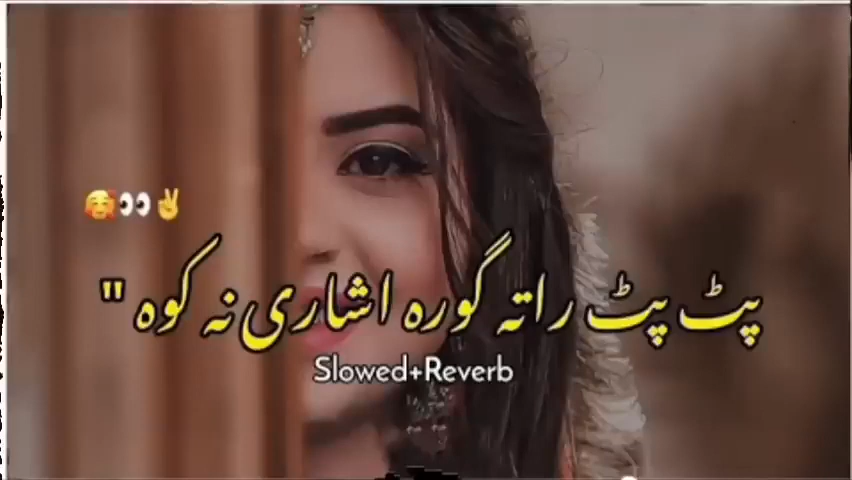 🥰👀✌️
پٹ پٹ راتہ گورہ اشاری نہ کوہ "
Slowed+Reverb